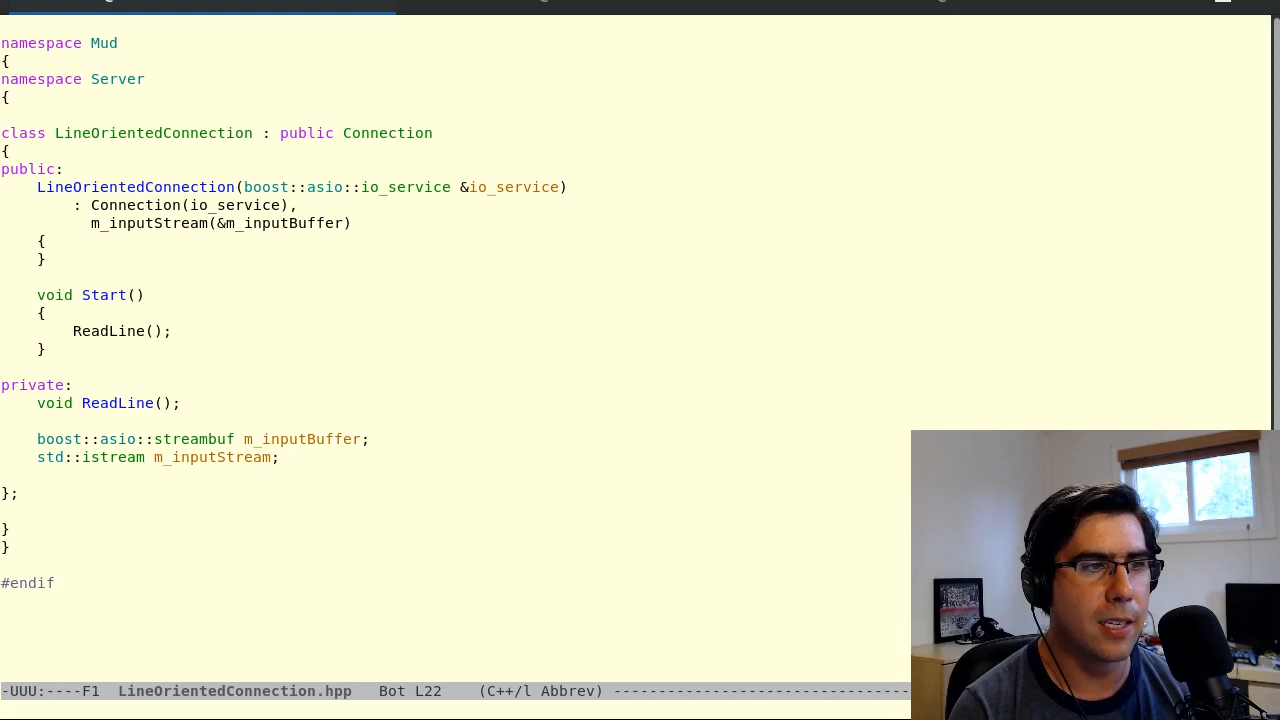 namespace Mud
{
namespace Server
{
class LineOrientedConnection : public Connection
{
public:
    LineOrientedConnection(boost::asio::io_service &io_service)
        : Connection(io_service),
          m_inputStream(&m_inputBuffer)
    {
    }
    void Start()
    {
        ReadLine();
    }
private:
    void ReadLine();
    boost::asio::streambuf m_inputBuffer;
    std::istream m_inputStream;
};
}
}
#endif
-UUU:----F1  LineOrientedConnection.hpp   Bot L22    (C++/l Abbrev) ---------------------------------